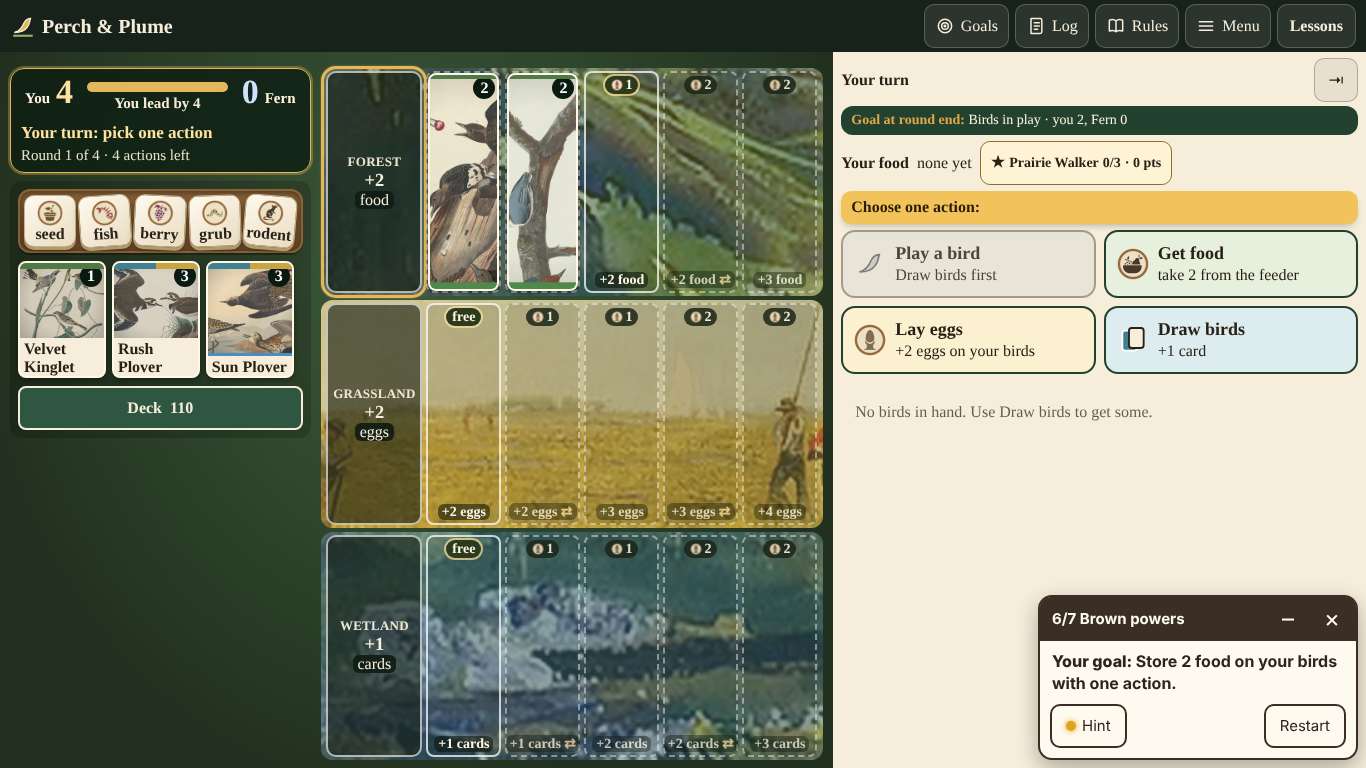 Perch & Plume
Goals
Log
Rules
Menu
Lessons
You 4
0 Fern
You lead by 4
Your turn: pick one action
Round 1 of 4 · 4 actions left
seed
fish
berry
grub
rodent
1
Velvet
Kinglet
3
Rush
Plover
3
Sun Plover
Deck 110
FOREST
+2
food
2
2
1
+2 food
2
+2 food ⇄
2
+3 food
GRASSLAND
+2
eggs
free
+2 eggs
1
+2 eggs ⇄
1
+3 eggs
2
+3 eggs ⇄
2
+4 eggs
WETLAND
+1
cards
free
+1 cards
1
+1 cards ⇄
1
+2 cards
2
+2 cards ⇄
2
+3 cards
Your turn
Goal at round end: Birds in play · you 2, Fern 0
Your food none yet
★ Prairie Walker 0/3 · 0 pts
Choose one action:
Play a bird
Draw birds first
Get food
take 2 from the feeder
Lay eggs
+2 eggs on your birds
Draw birds
+1 card
No birds in hand. Use Draw birds to get some.
6/7 Brown powers
Your goal: Store 2 food on your birds
with one action.
Hint
Restart